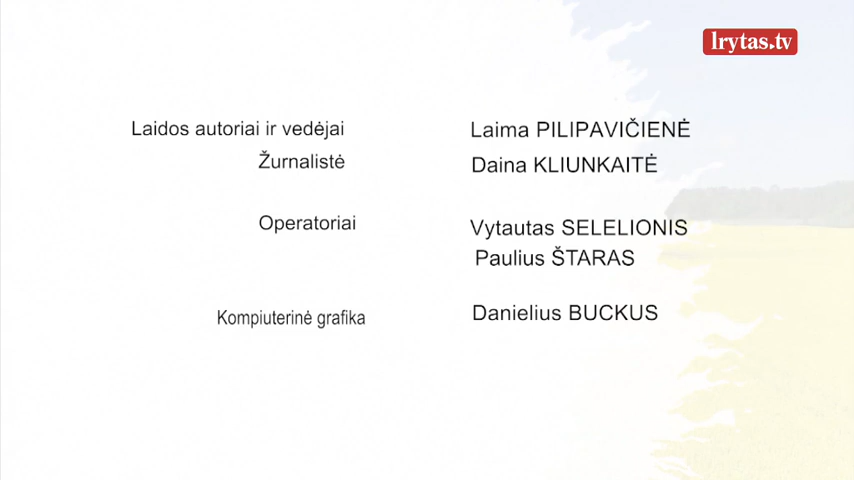 lrytas.tv
Laidos autoriai ir vedėjai Laima PILIPAVIČIENĖ
Žurnalistė Daina KLIUNKAITĖ
Operatoriai Vytautas SELELIONIS
Paulius ŠTARAS
Kompiuterinė grafika Danielius BUCKUS